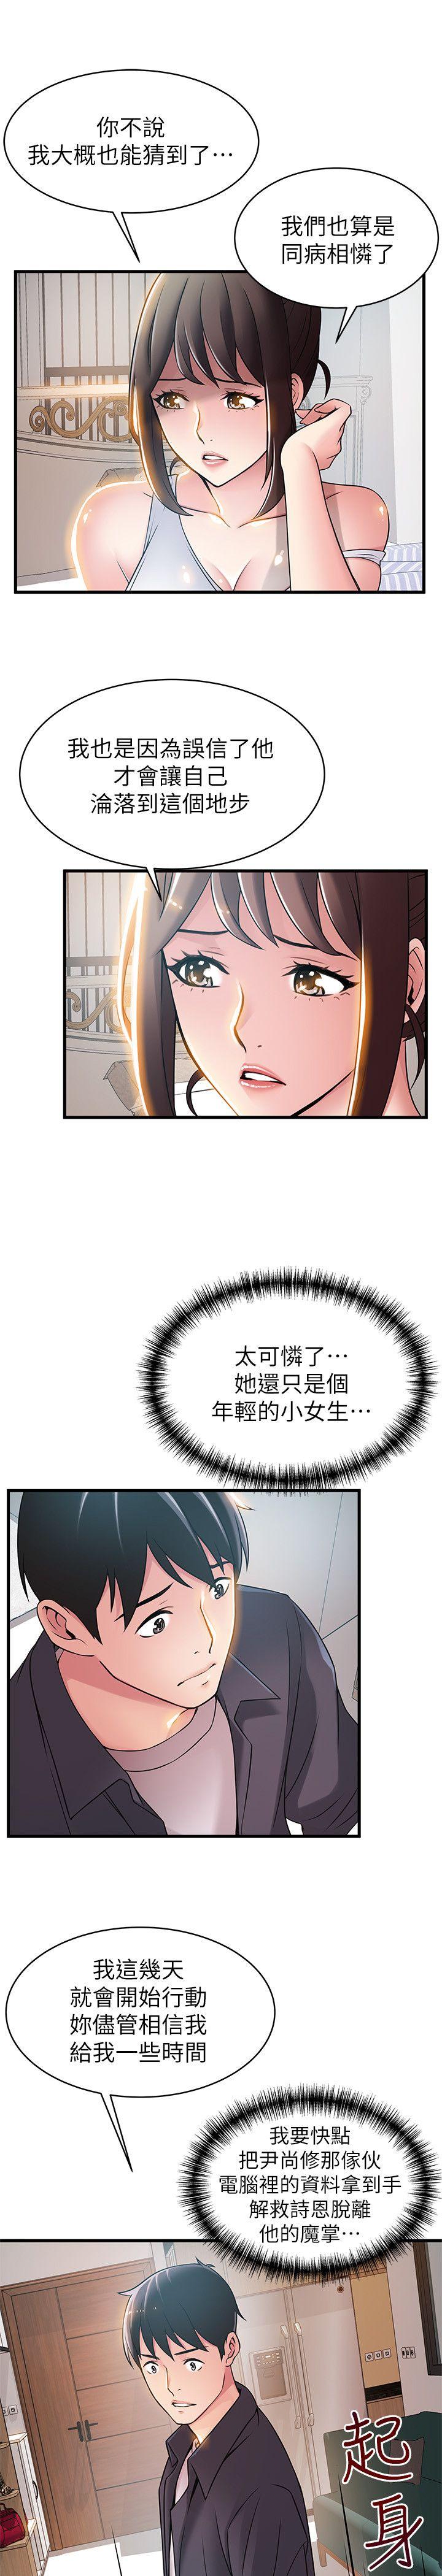 你不說
我大概也能猜到了…
我們也算是
同病相憐了
我也是因為誤信了他
才會讓自己
淪落到這個地步
太可憐了…
她還只是個
年輕的小女生…
我這幾天
就會開始行動
妳儘管相信我
給我一些時間
我要快點
把尹尚修那傢伙
電腦裡的資料拿到手
解救詩恩脫離
他的魔掌…
起身